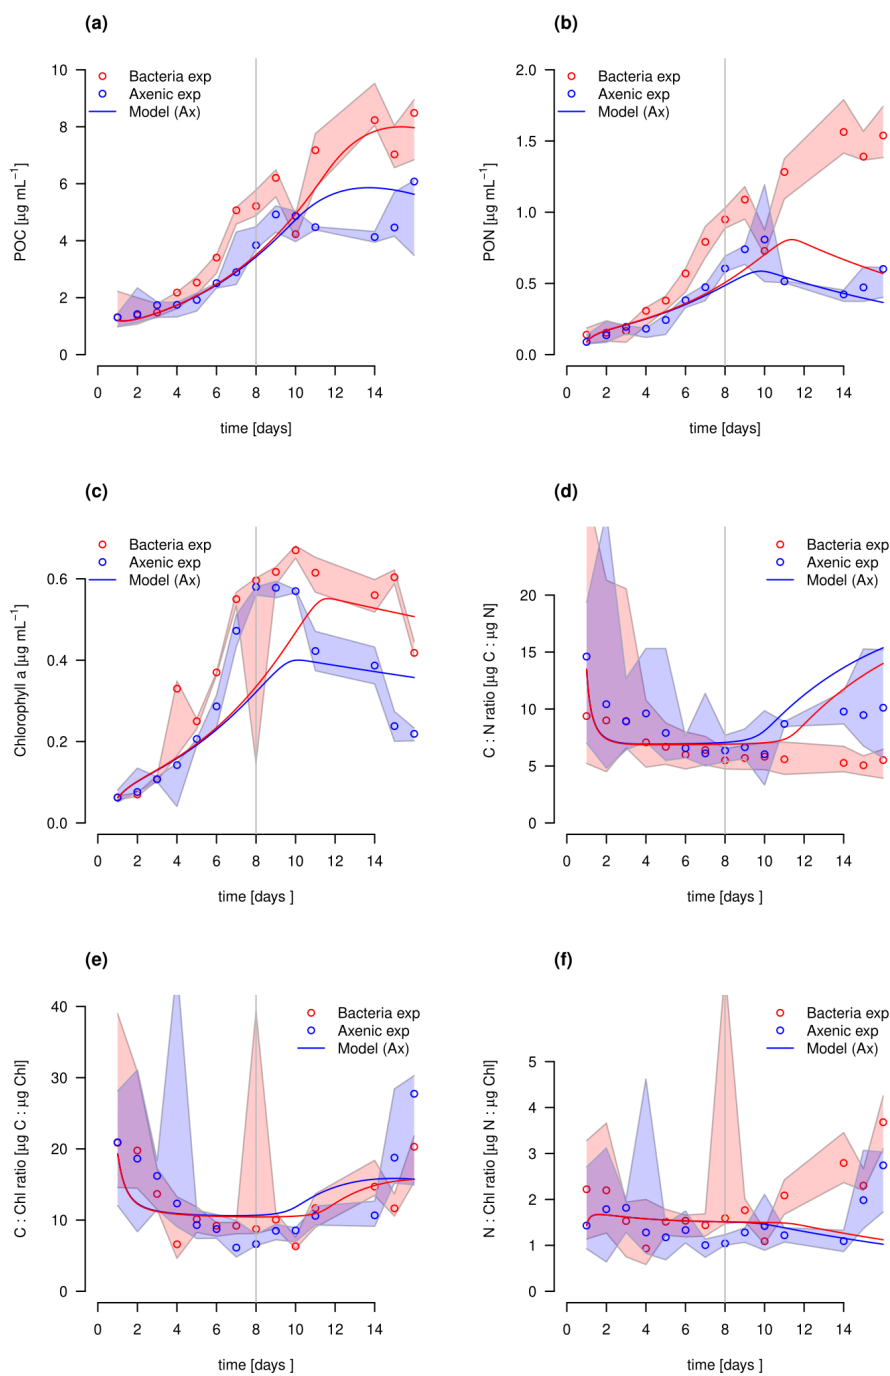 (a)
Bacteria exp
Axenic exp
Model (Ax)
POC [µg mL⁻¹]
10
8
6
4
2
0
0 2 4 6 8 10 12 14
time [days]
(b)
Bacteria exp
Axenic exp
Model (Ax)
PON [µg mL⁻¹]
2.0
1.5
1.0
0.5
0.0
0 2 4 6 8 10 12 14
time [days]
(c)
Bacteria exp
Axenic exp
Model (Ax)
Chlorophyll a [µg mL⁻¹]
0.6
0.4
0.2
0.0
0 2 4 6 8 10 12 14
time [days ]
(d)
Bacteria exp
Axenic exp
Model (Ax)
C : N ratio [µg C : µg N]
20
15
10
5
0
0 2 4 6 8 10 12 14
time [days ]
(e)
Bacteria exp
Axenic exp
Model (Ax)
C : Chl ratio [µg C : µg Chl]
40
30
20
10
0
0 2 4 6 8 10 12 14
time [days ]
(f)
Bacteria exp
Axenic exp
Model (Ax)
N : Chl ratio [µg N : µg Chl]
5
4
3
2
1
0
0 2 4 6 8 10 12 14
time [days ]